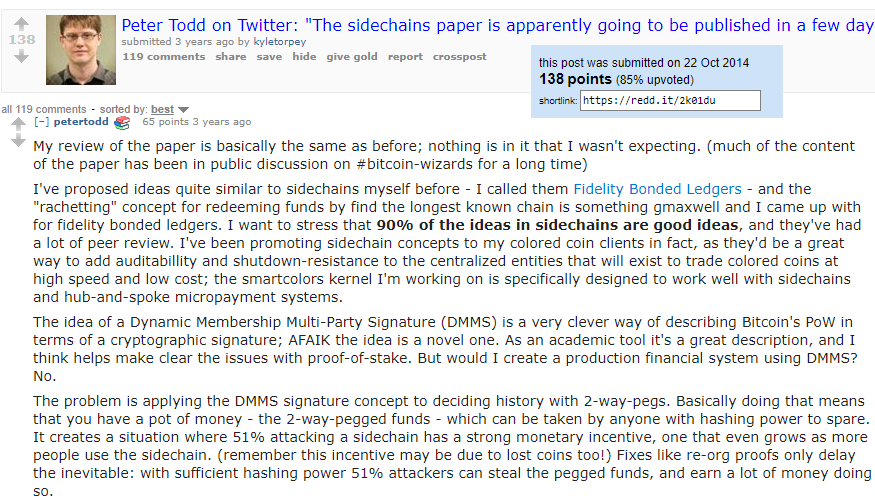 Peter Todd on Twitter: "The sidechains paper is apparently going to be published in a few day
138
submitted 3 years ago by kyletorpey
119 comments share save hide give gold report crosspost
this post was submitted on 22 Oct 2014
138 points (85% upvoted)
shortlink: https://redd.it/2k01du
all 119 comments - sorted by: best
[-] petertodd 65 points 3 years ago
My review of the paper is basically the same as before; nothing is in it that I wasn't expecting. (much of the content
of the paper has been in public discussion on #bitcoin-wizards for a long time)
I've proposed ideas quite similar to sidechains myself before - I called them Fidelity Bonded Ledgers - and the
"rachetting" concept for redeeming funds by find the longest known chain is something gmaxwell and I came up with
for fidelity bonded ledgers. I want to stress that 90% of the ideas in sidechains are good ideas, and they've had
a lot of peer review. I've been promoting sidechain concepts to my colored coin clients in fact, as they'd be a great
way to add auditabillity and shutdown-resistance to the centralized entities that will exist to trade colored coins at
high speed and low cost; the smartcolors kernel I'm working on is specifically designed to work well with sidechains
and hub-and-spoke micropayment systems.
The idea of a Dynamic Membership Multi-Party Signature (DMMS) is a very clever way of describing Bitcoin's PoW in
terms of a cryptographic signature; AFAIK the idea is a novel one. As an academic tool it's a great description, and I
think helps make clear the issues with proof-of-stake. But would I create a production financial system using DMMS?
No.
The problem is applying the DMMS signature concept to deciding history with 2-way-pegs. Basically doing that means
that you have a pot of money - the 2-way-pegged funds - which can be taken by anyone with hashing power to spare.
It creates a situation where 51% attacking a sidechain has a strong monetary incentive, one that even grows as more
people use the sidechain. (remember this incentive may be due to lost coins too!) Fixes like re-org proofs only delay
the inevitable: with sufficient hashing power 51% attackers can steal the pegged funds, and earn a lot of money doing
so.